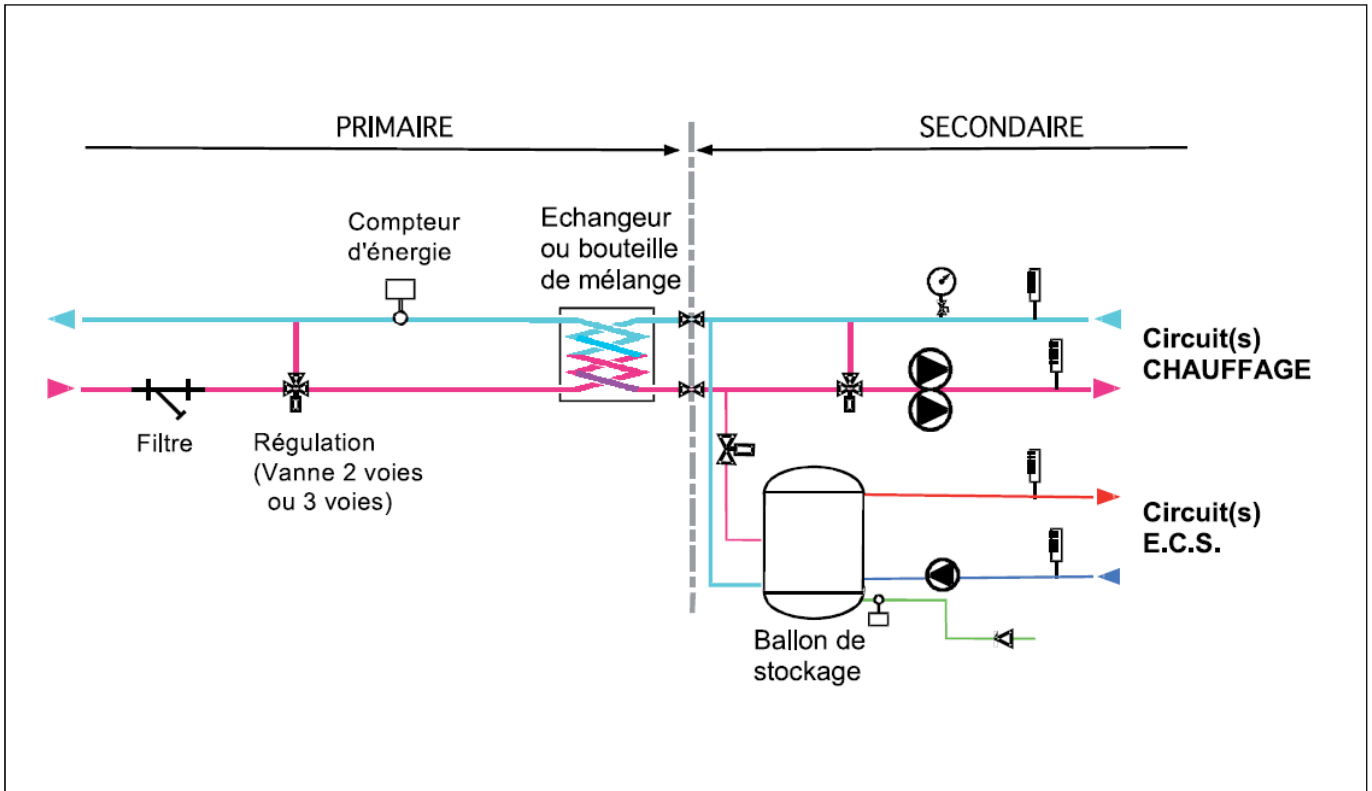 PRIMAIRE
SECONDAIRE
Compteur
d'énergie
Echangeur
ou bouteille
de mélange
Circuit(s)
CHAUFFAGE
Filtre
Régulation
(Vanne 2 voies
ou 3 voies)
Circuit(s)
E.C.S.
Ballon de
stockage